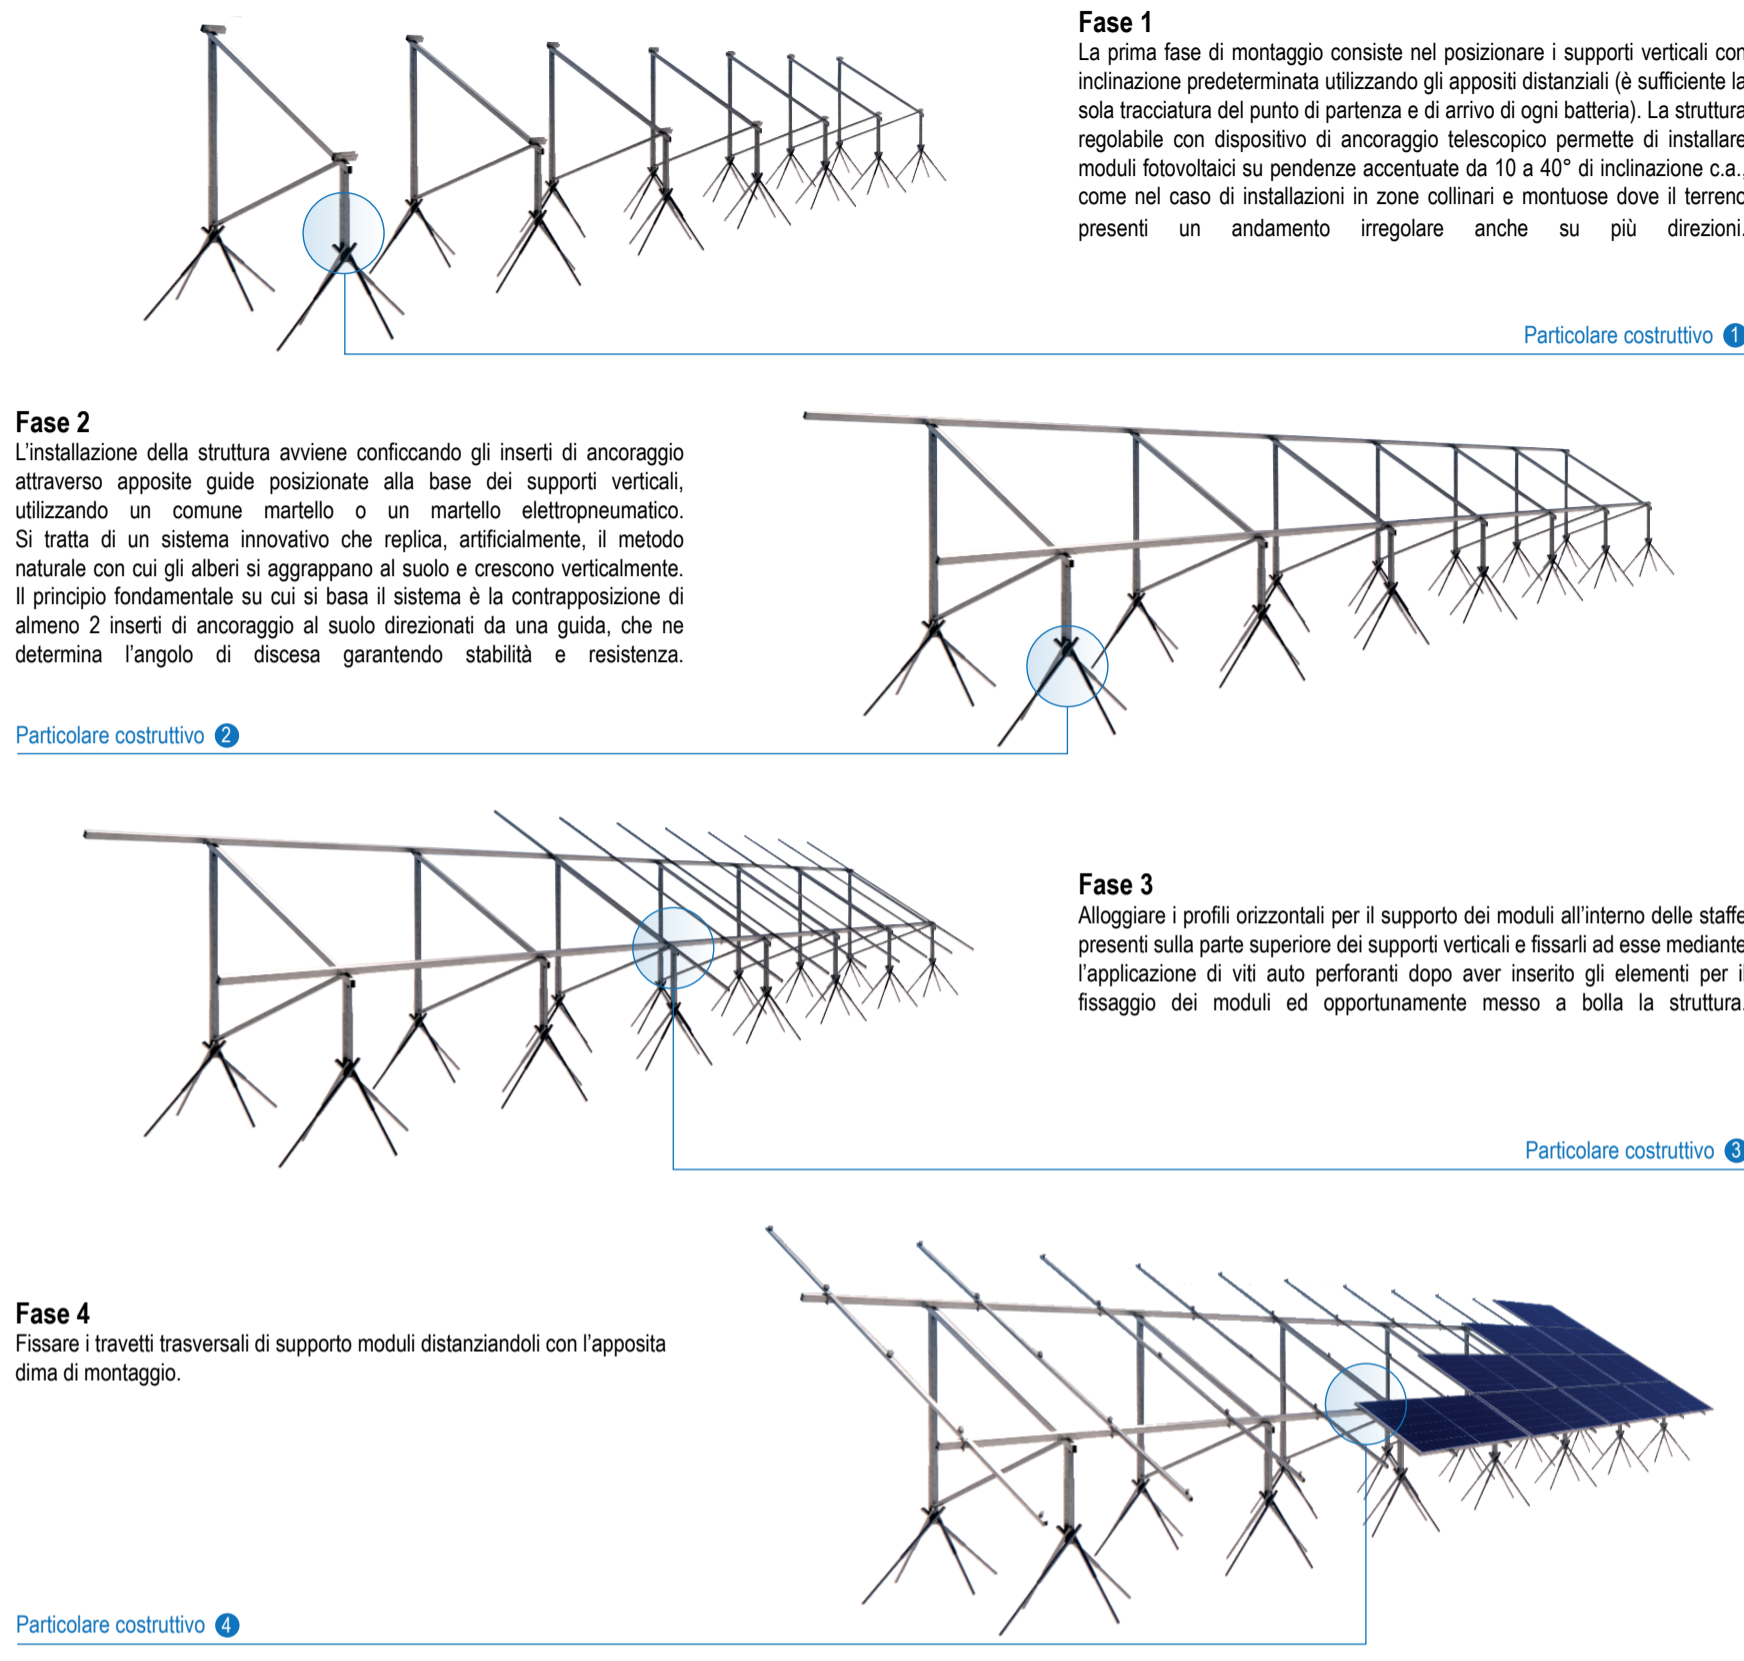 Fase 1
La prima fase di montaggio consiste nel posizionare i supporti verticali con
inclinazione predeterminata utilizzando gli appositi distanziali (è sufficiente la
sola tracciatura del punto di partenza e di arrivo di ogni batteria). La struttura
regolabile con dispositivo di ancoraggio telescopico permette di installare
moduli fotovoltaici su pendenze accentuate da 10 a 40° di inclinazione c.a.,
come nel caso di installazioni in zone collinari e montuose dove il terreno
presenti un andamento irregolare anche su più direzioni.
Particolare costruttivo 1
Fase 2
L'installazione della struttura avviene conficcando gli inserti di ancoraggio
attraverso apposite guide posizionate alla base dei supporti verticali,
utilizzando un comune martello o un martello elettropneumatico.
Si tratta di un sistema innovativo che replica, artificialmente, il metodo
naturale con cui gli alberi si aggrappano al suolo e crescono verticalmente.
Il principio fondamentale su cui si basa il sistema è la contrapposizione di
almeno 2 inserti di ancoraggio al suolo direzionati da una guida, che ne
determina l'angolo di discesa garantendo stabilità e resistenza.
Particolare costruttivo 2
Fase 3
Alloggiare i profili orizzontali per il supporto dei moduli all'interno delle staffe
presenti sulla parte superiore dei supporti verticali e fissarli ad esse mediante
l'applicazione di viti auto perforanti dopo aver inserito gli elementi per il
fissaggio dei moduli ed opportunamente messo a bolla la struttura.
Particolare costruttivo 3
Fase 4
Fissare i travetti trasversali di supporto moduli distanziandoli con l'apposita
dima di montaggio.
Particolare costruttivo 4